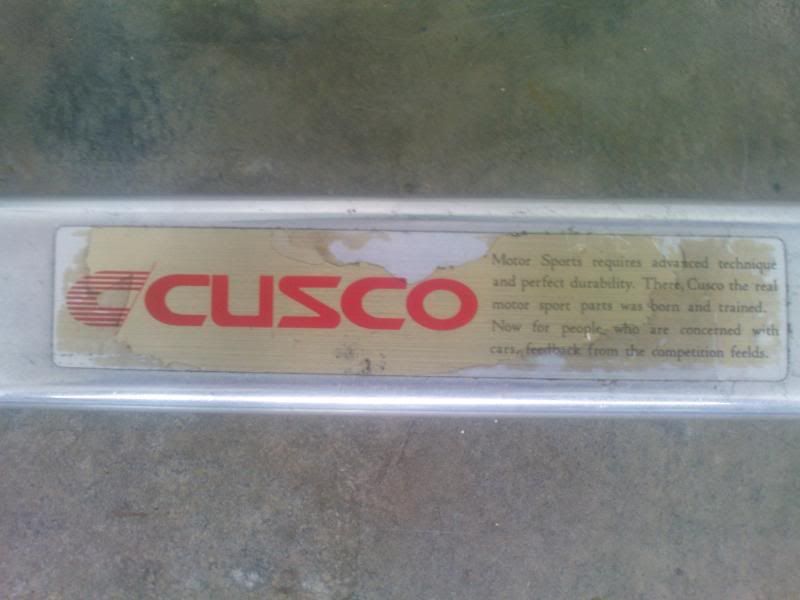 CUSCO
Motor Sports requires advanced technique
and perfect durability. There, Cusco the real
motor sport parts was born and trained.
Now for people, who are concerned with
cars, feedback from the competition feelds.